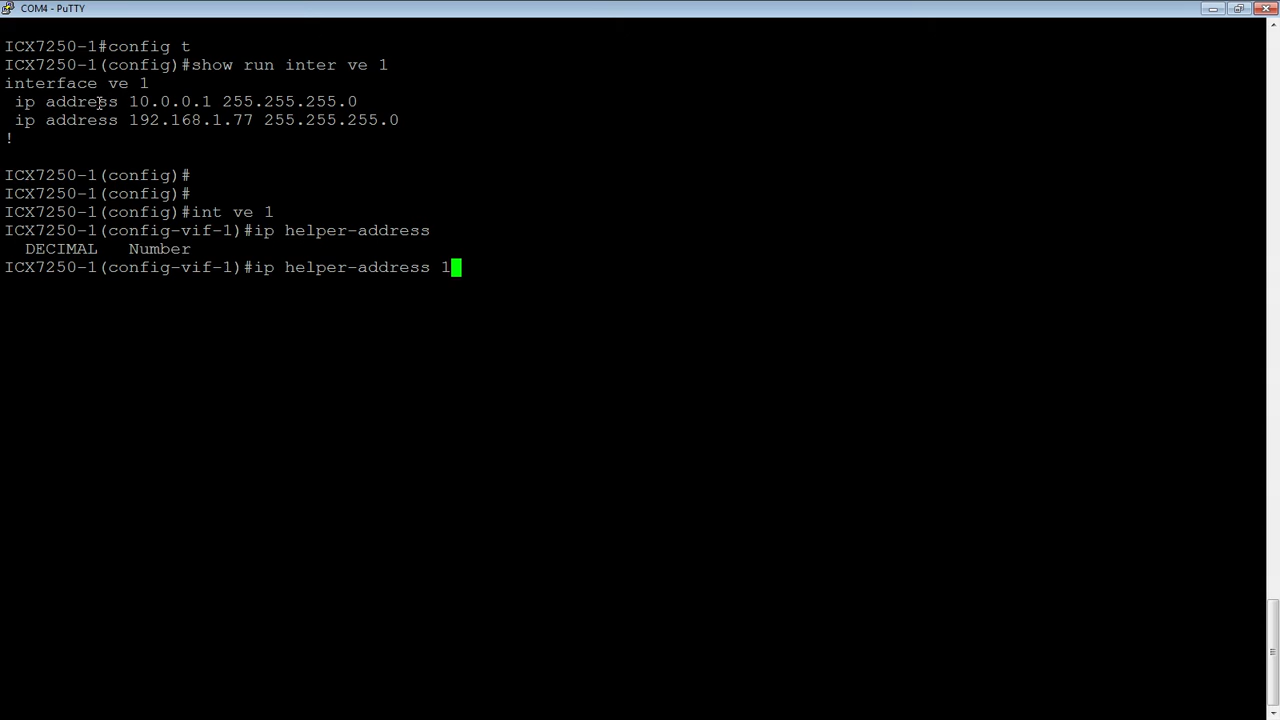 COM4 - PuTTY
ICX7250-1#config t
ICX7250-1(config)#show run inter ve 1
interface ve 1
 ip address 10.0.0.1 255.255.255.0
 ip address 192.168.1.77 255.255.255.0
!
ICX7250-1(config)#
ICX7250-1(config)#
ICX7250-1(config)#int ve 1
ICX7250-1(config-vif-1)#ip helper-address
  DECIMAL   Number
ICX7250-1(config-vif-1)#ip helper-address 1